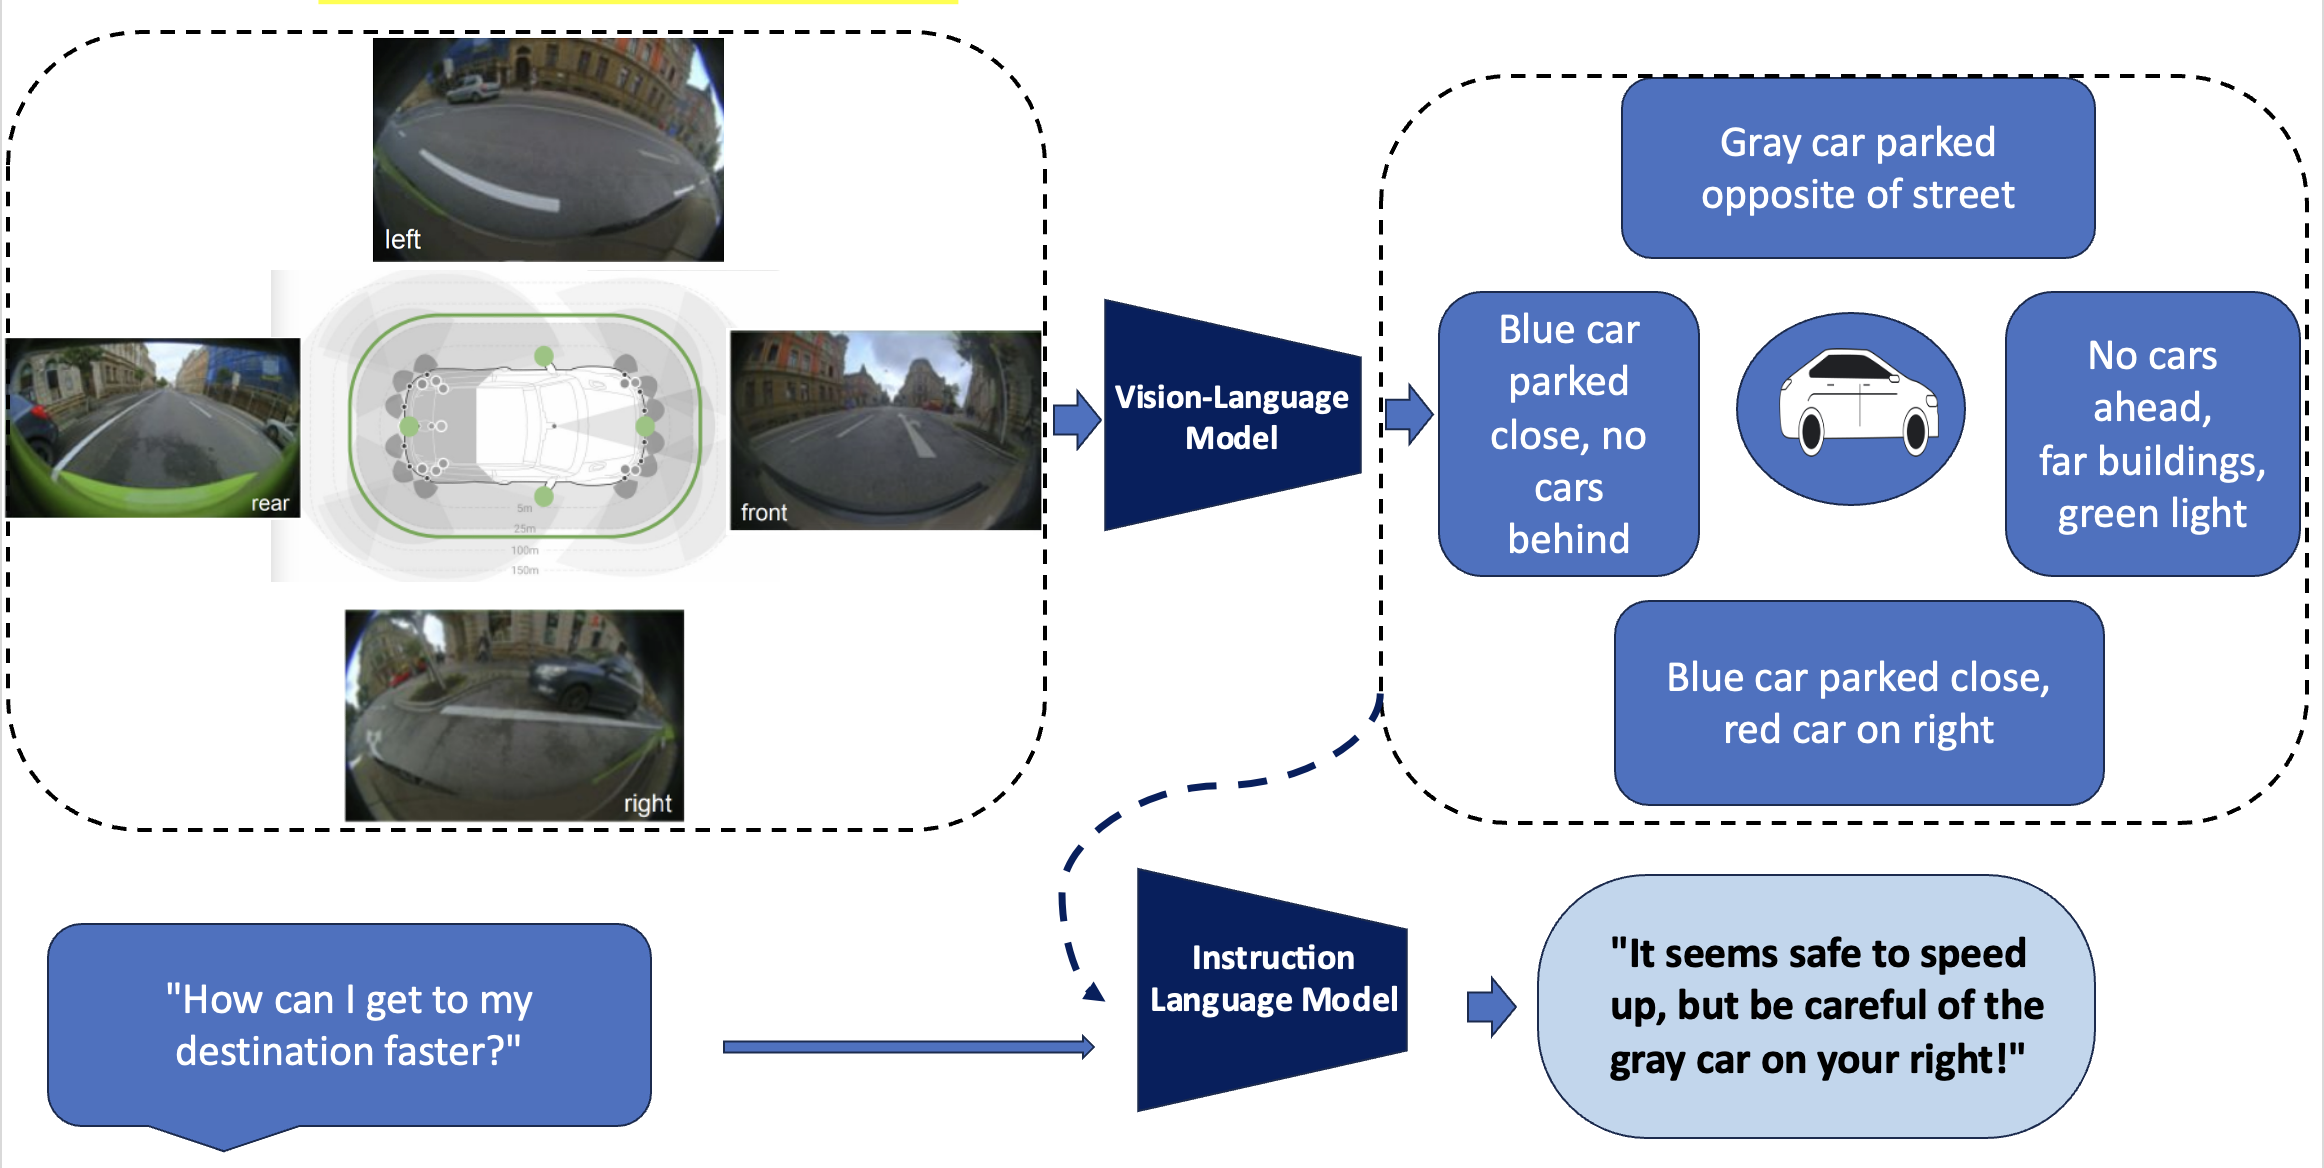 left
rear
5m
25m
100m
150m
front
right
Vision-Language
Model
Gray car parked
opposite of street
Blue car
parked
close, no
cars
behind
No cars
ahead,
far buildings,
green light
Blue car parked close,
red car on right
"How can I get to my
destination faster?"
Instruction
Language Model
"It seems safe to speed
up, but be careful of the
gray car on your right!"